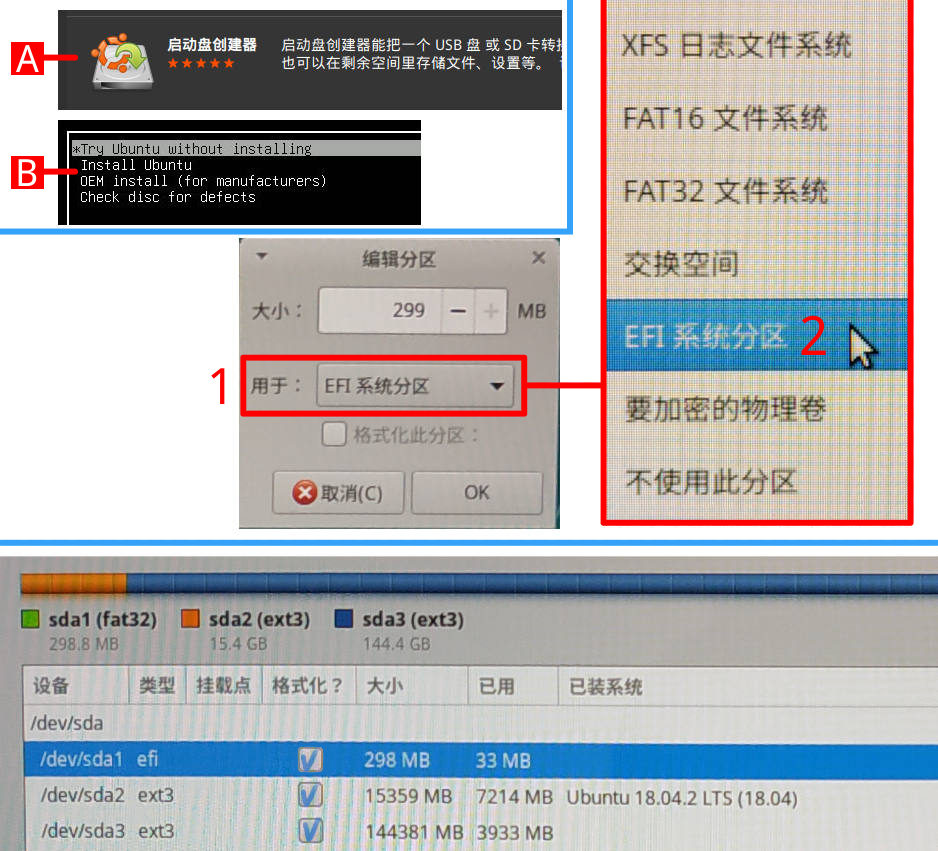 A
启动盘创建器
启动盘创建器能把一个 USB 盘 或 SD 卡转
也可以在剩余空间里存储文件、设置等。
B
*Try Ubuntu without installing
Install Ubuntu
OEM install (for manufacturers)
Check disc for defects
XFS 日志文件系统
FAT16 文件系统
FAT32 文件系统
交换空间
EFI 系统分区 2
要加密的物理卷
不使用此分区
编辑分区
大小： 299 MB
1 用于： EFI 系统分区
格式化此分区：
取消(C) OK
sda1 (fat32) sda2 (ext3) sda3 (ext3)
298.8 MB 15.4 GB 144.4 GB
设备 类型 挂载点 格式化？ 大小 已用 已装系统
/dev/sda
/dev/sda1 efi 298 MB 33 MB
/dev/sda2 ext3 15359 MB 7214 MB Ubuntu 18.04.2 LTS (18.04)
/dev/sda3 ext3 144381 MB 3933 MB